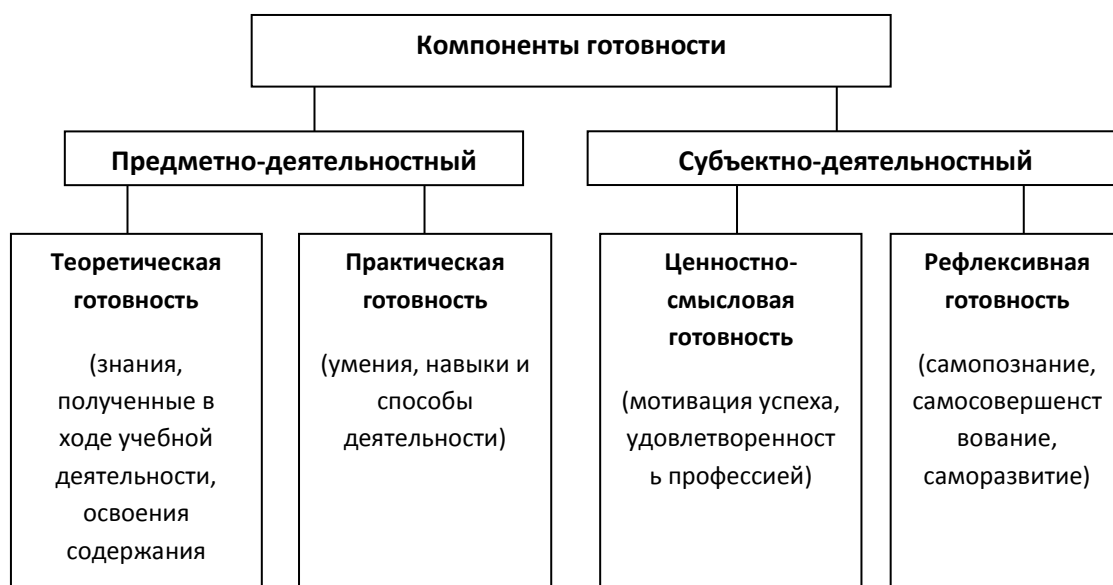 Компоненты готовности
Предметно-деятельностный
Субъектно-деятельностный
Теоретическая
готовность
(знания,
полученные в
ходе учебной
деятельности,
освоения
содержания
Практическая
готовность
(умения, навыки и
способы
деятельности)
Ценностно-
смысловая
готовность
(мотивация успеха,
удовлетворенност
ь профессией)
Рефлексивная
готовность
(самопознание,
самосовершенст
вование,
саморазвитие)